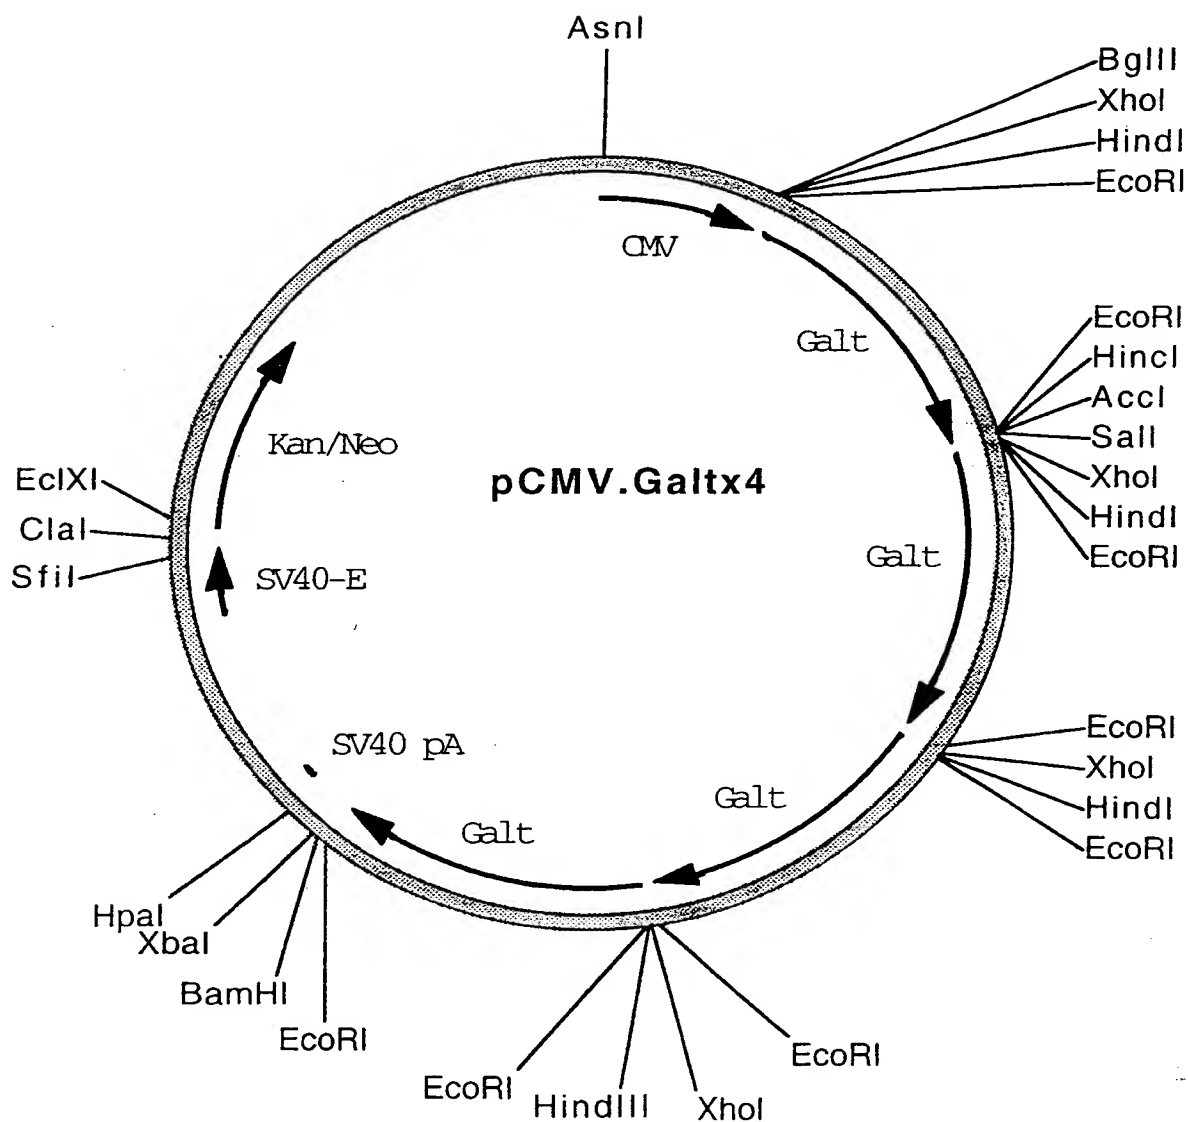 AsnI
BglII
XhoI
HindI
EcoRI
CMV
Galt
EcoRI
HincI
AccI
SalI
XhoI
HindI
EcoRI
Kan/Neo
pCMV.Galtx4
EclXI
ClaI
SfiI
SV40-E
Galt
EcoRI
XhoI
HindI
EcoRI
SV40 pA
Galt
Galt
HpaI
XbaI
BamHI
EcoRI
EcoRI
HindIII
XhoI
EcoRI